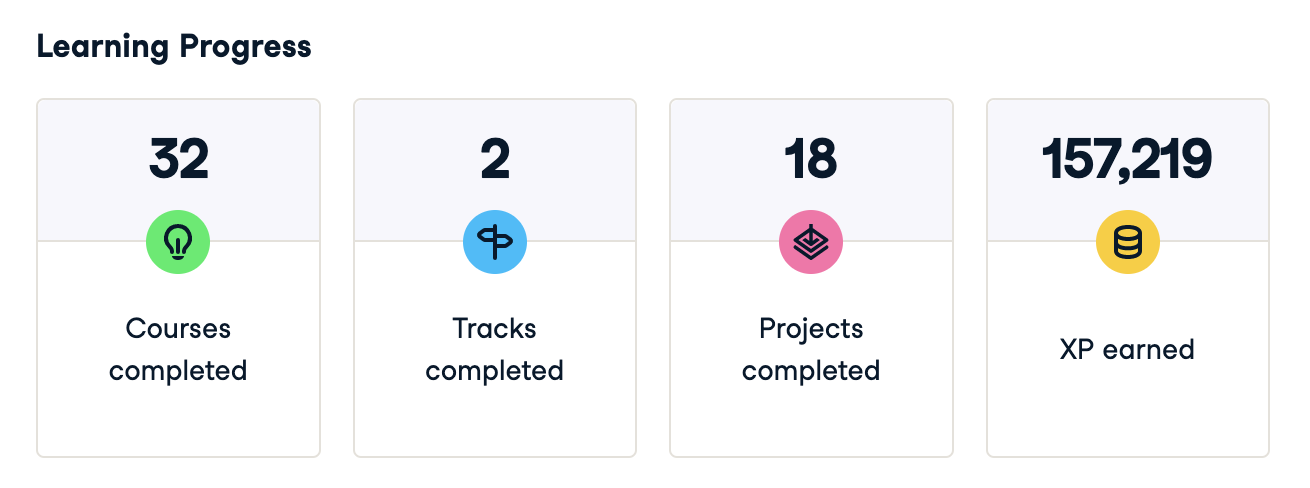 Learning Progress
32
Courses
completed
2
Tracks
completed
18
Projects
completed
157,219
XP earned